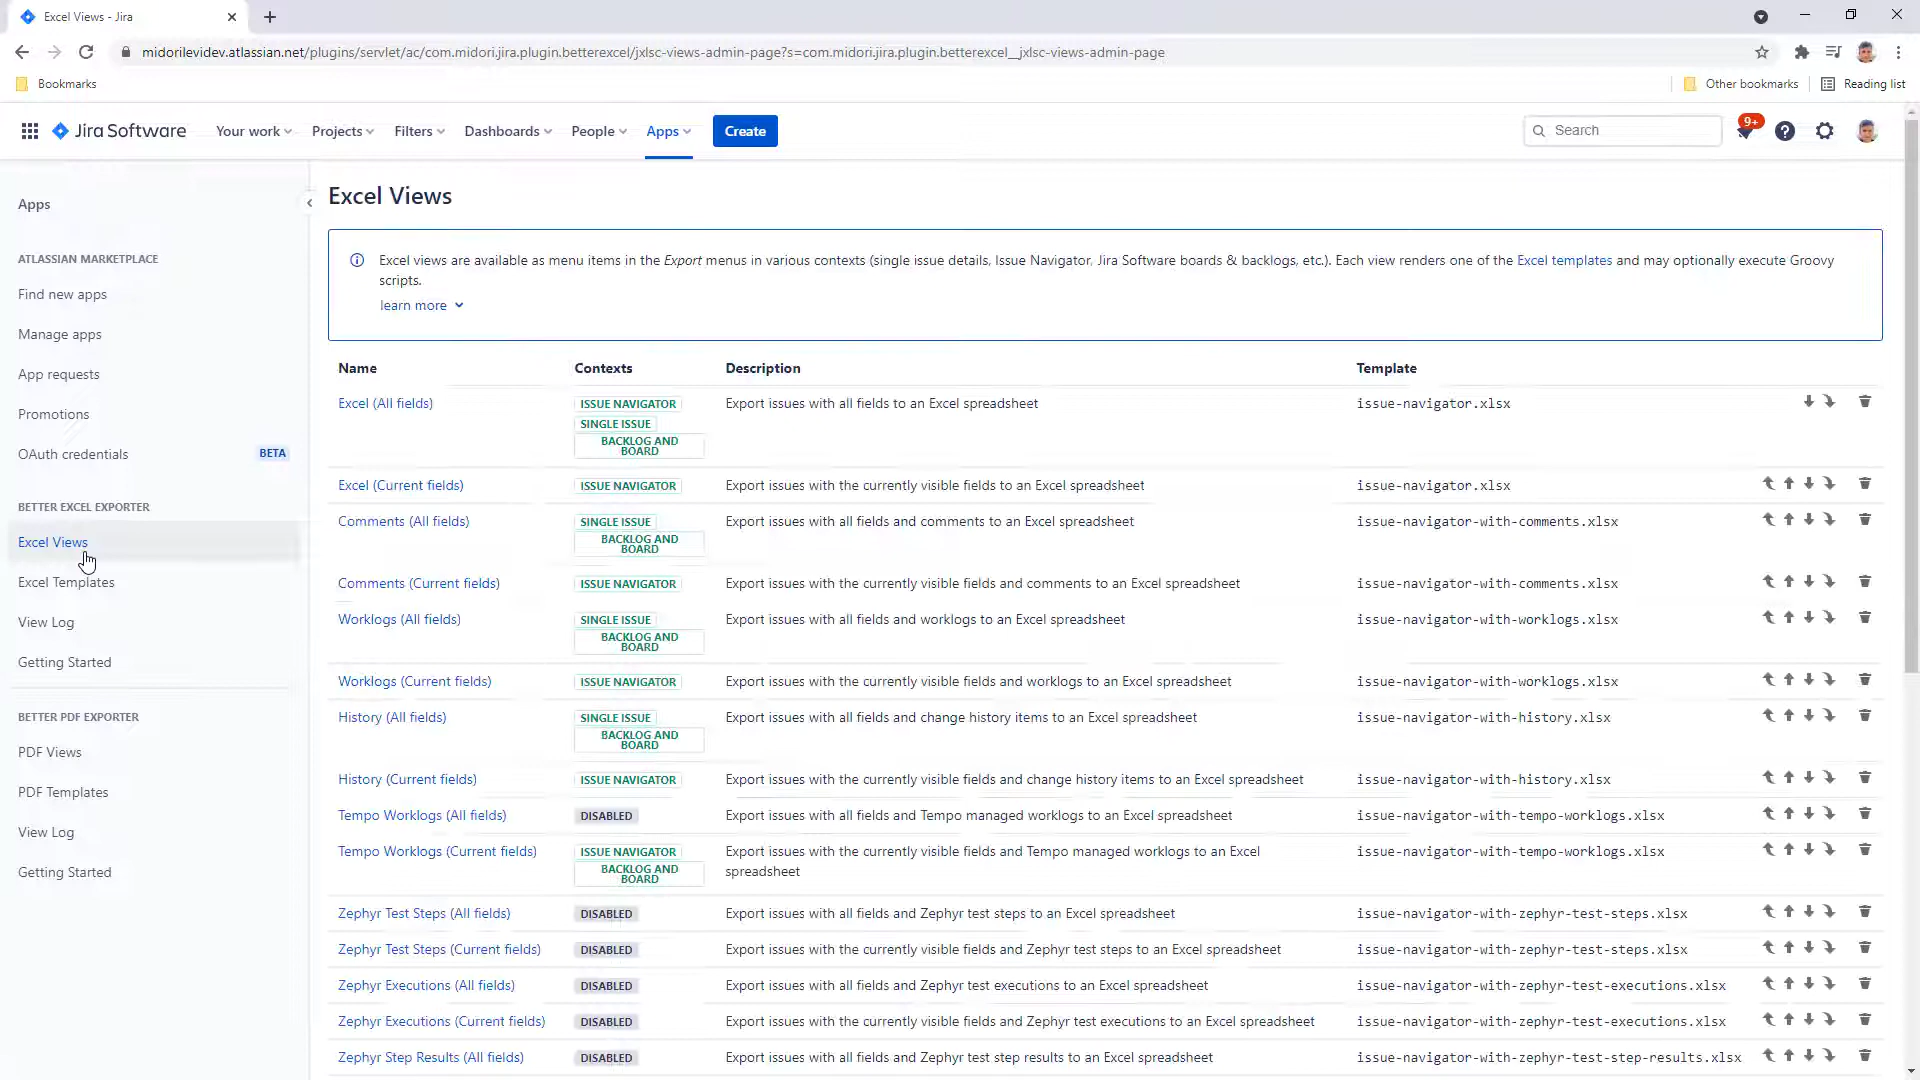 Excel Views - Jira
midorilevidev.atlassian.net/plugins/servlet/ac/com.midori.jira.plugin.betterexcel/jxlsc-views-admin-page?s=com.midori.jira.plugin.betterexcel__jxlsc-views-admin-page
Bookmarks
Other bookmarks
Reading list
Jira Software
Your work
Projects
Filters
Dashboards
People
Apps
Create
Search
9+
Apps
ATLASSIAN MARKETPLACE
Find new apps
Manage apps
App requests
Promotions
OAuth credentials BETA
BETTER EXCEL EXPORTER
Excel Views
Excel Templates
View Log
Getting Started
BETTER PDF EXPORTER
PDF Views
PDF Templates
View Log
Getting Started
Excel Views
Excel views are available as menu items in the Export menus in various contexts (single issue details, Issue Navigator, Jira Software boards & backlogs, etc.). Each view renders one of the Excel templates and may optionally execute Groovy
scripts.
learn more
Name Contexts Description Template
Excel (All fields) ISSUE NAVIGATOR Export issues with all fields to an Excel spreadsheet issue-navigator.xlsx
SINGLE ISSUE
BACKLOG AND
BOARD
Excel (Current fields) ISSUE NAVIGATOR Export issues with the currently visible fields to an Excel spreadsheet issue-navigator.xlsx
Comments (All fields) SINGLE ISSUE Export issues with all fields and comments to an Excel spreadsheet issue-navigator-with-comments.xlsx
BACKLOG AND
BOARD
Comments (Current fields) ISSUE NAVIGATOR Export issues with the currently visible fields and comments to an Excel spreadsheet issue-navigator-with-comments.xlsx
Worklogs (All fields) SINGLE ISSUE Export issues with all fields and worklogs to an Excel spreadsheet issue-navigator-with-worklogs.xlsx
BACKLOG AND
BOARD
Worklogs (Current fields) ISSUE NAVIGATOR Export issues with the currently visible fields and worklogs to an Excel spreadsheet issue-navigator-with-worklogs.xlsx
History (All fields) SINGLE ISSUE Export issues with all fields and change history items to an Excel spreadsheet issue-navigator-with-history.xlsx
BACKLOG AND
BOARD
History (Current fields) ISSUE NAVIGATOR Export issues with the currently visible fields and change history items to an Excel spreadsheet issue-navigator-with-history.xlsx
Tempo Worklogs (All fields) DISABLED Export issues with all fields and Tempo managed worklogs to an Excel spreadsheet issue-navigator-with-tempo-worklogs.xlsx
Tempo Worklogs (Current fields) ISSUE NAVIGATOR Export issues with the currently visible fields and Tempo managed worklogs to an Excel issue-navigator-with-tempo-worklogs.xlsx
BACKLOG AND spreadsheet
BOARD
Zephyr Test Steps (All fields) DISABLED Export issues with all fields and Zephyr test steps to an Excel spreadsheet issue-navigator-with-zephyr-test-steps.xlsx
Zephyr Test Steps (Current fields) DISABLED Export issues with the currently visible fields and Zephyr test steps to an Excel spreadsheet issue-navigator-with-zephyr-test-steps.xlsx
Zephyr Executions (All fields) DISABLED Export issues with all fields and Zephyr test executions to an Excel spreadsheet issue-navigator-with-zephyr-test-executions.xlsx
Zephyr Executions (Current fields) DISABLED Export issues with the currently visible fields and Zephyr test executions to an Excel spreadsheet issue-navigator-with-zephyr-test-executions.xlsx
Zephyr Step Results (All fields) DISABLED Export issues with all fields and Zephyr test step results to an Excel spreadsheet issue-navigator-with-zephyr-test-step-results.xlsx